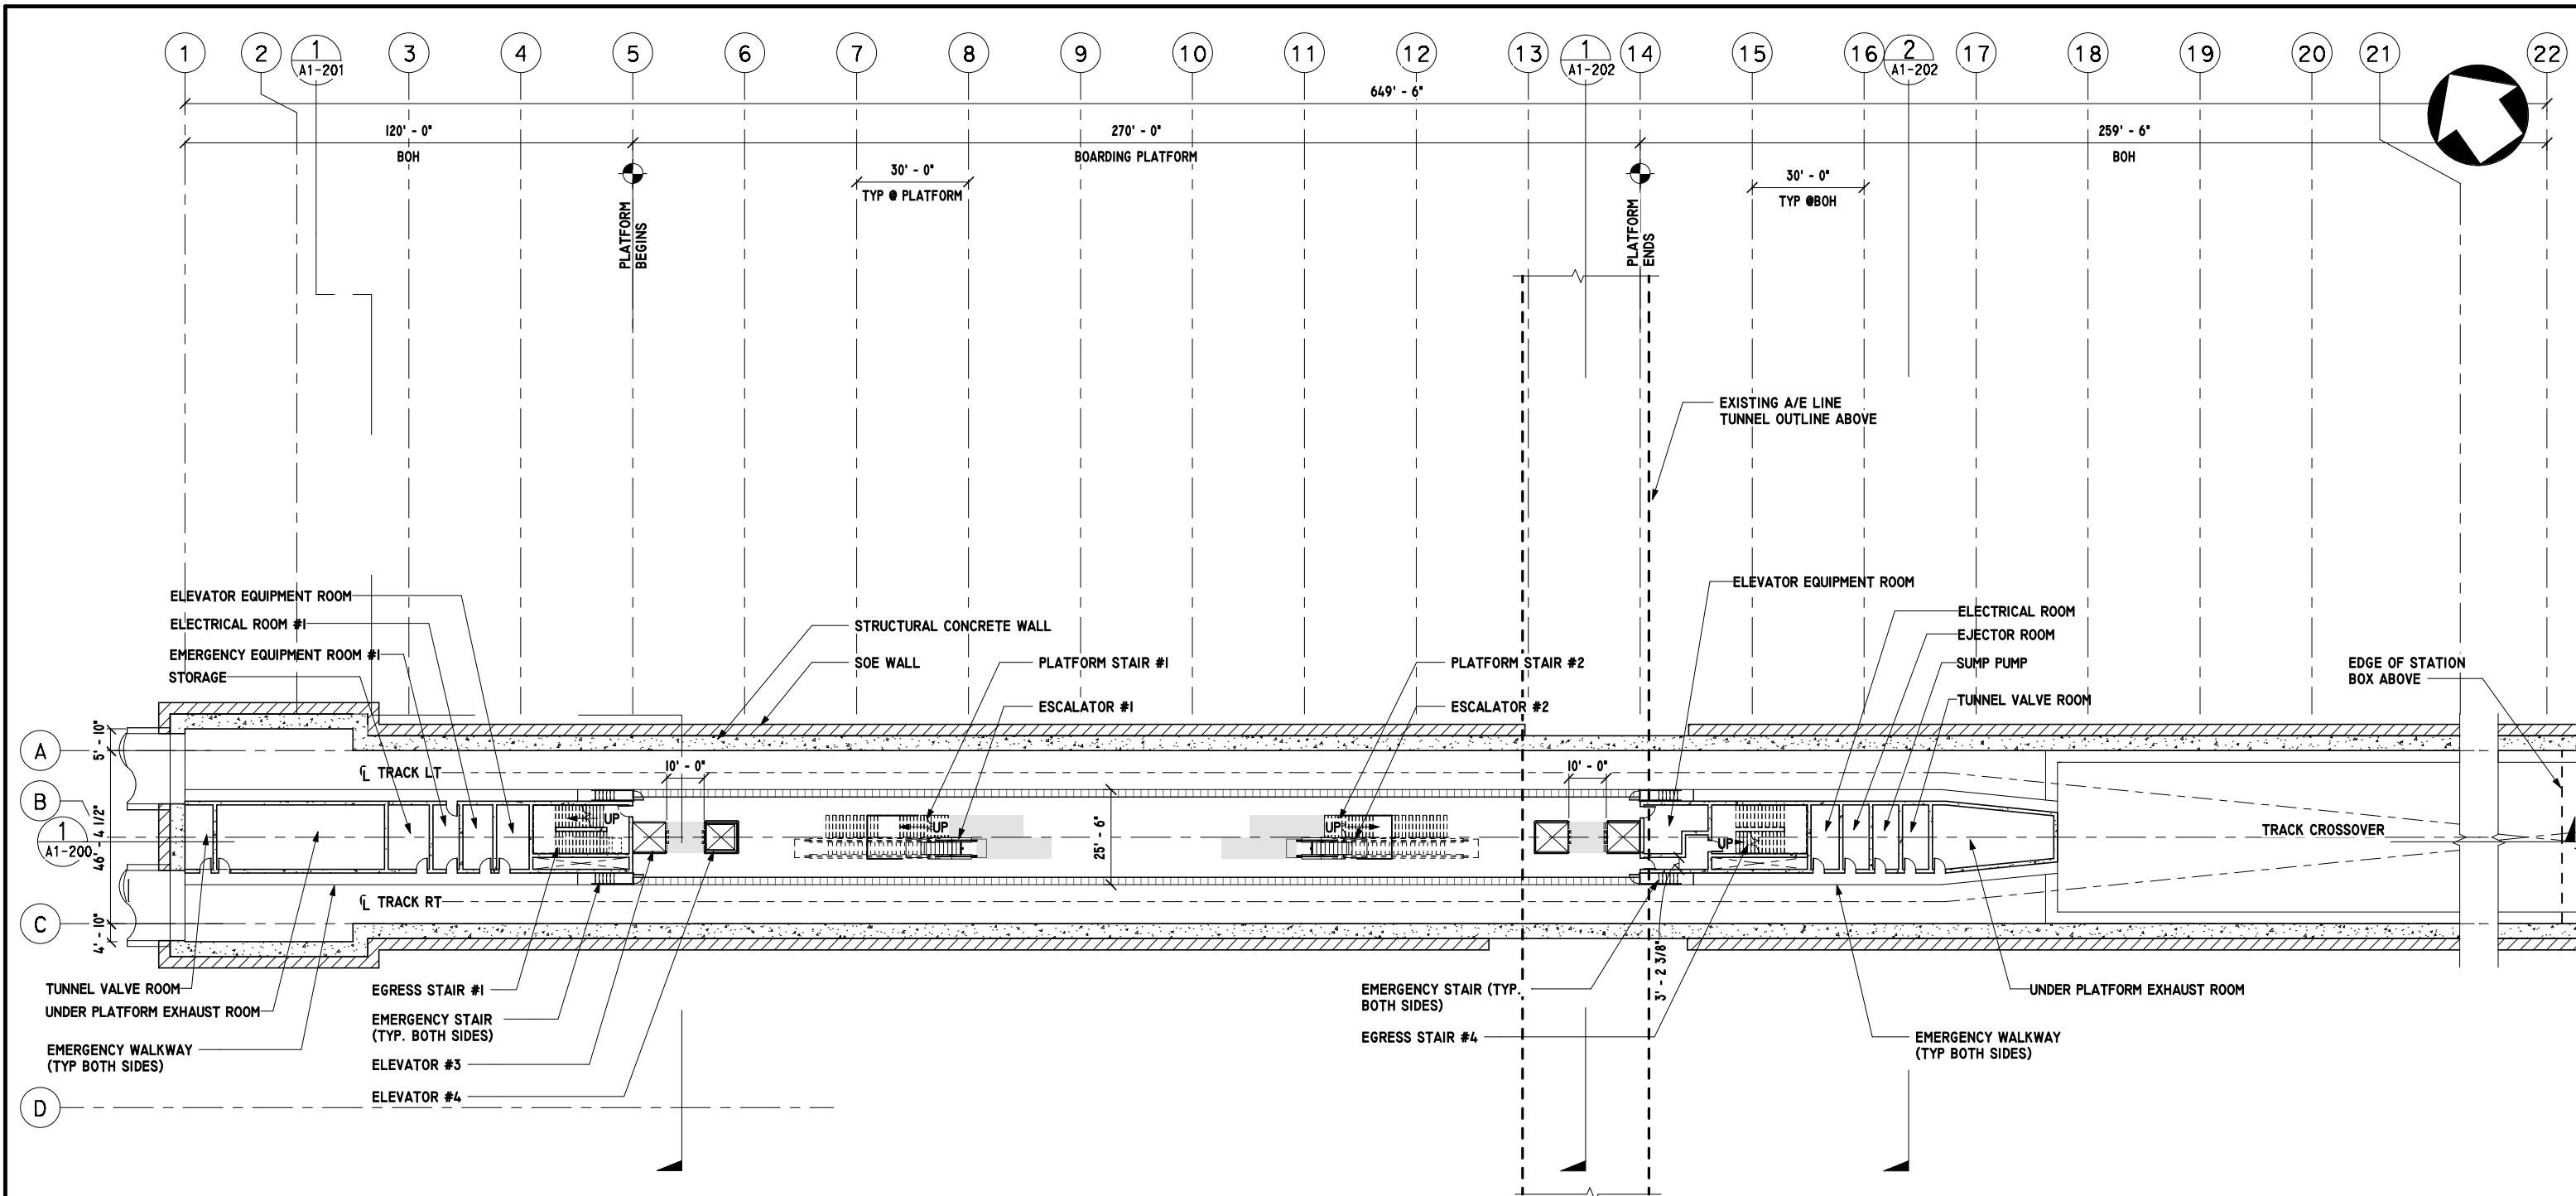 1 2 1 3 4 5 6 7 8 9 10 11 12 13 1 14 15 16 2 17 18 19 20 21 22
A1-201 A1-202 A1-202
649' - 6"
120' - 0" 270' - 0" 259' - 6"
BOH BOARDING PLATFORM BOH
30' - 0" 30' - 0"
TYP @ PLATFORM TYP @BOH
PLATFORM
BEGINS
PLATFORM
ENDS
EXISTING A/E LINE
TUNNEL OUTLINE ABOVE
ELEVATOR EQUIPMENT ROOM
ELECTRICAL ROOM #1
EMERGENCY EQUIPMENT ROOM #1
STORAGE
STRUCTURAL CONCRETE WALL
SOE WALL
PLATFORM STAIR #1
ESCALATOR #1
PLATFORM STAIR #2
ESCALATOR #2
ELEVATOR EQUIPMENT ROOM
ELECTRICAL ROOM
EJECTOR ROOM
SUMP PUMP
TUNNEL VALVE ROOM
EDGE OF STATION
BOX ABOVE
A
5' - 10"
B
1
A1-200
46' - 4 1/2"
C
4' - 10"
D
℄ TRACK LT
10' - 0" 10' - 0"
UP UP UP UP
25' - 6"
TRACK CROSSOVER
℄ TRACK RT
3' - 2 3/8"
TUNNEL VALVE ROOM
UNDER PLATFORM EXHAUST ROOM
EMERGENCY WALKWAY
(TYP BOTH SIDES)
EGRESS STAIR #1
EMERGENCY STAIR
(TYP. BOTH SIDES)
ELEVATOR #3
ELEVATOR #4
EMERGENCY STAIR (TYP.
BOTH SIDES)
EGRESS STAIR #4
UNDER PLATFORM EXHAUST ROOM
EMERGENCY WALKWAY
(TYP BOTH SIDES)